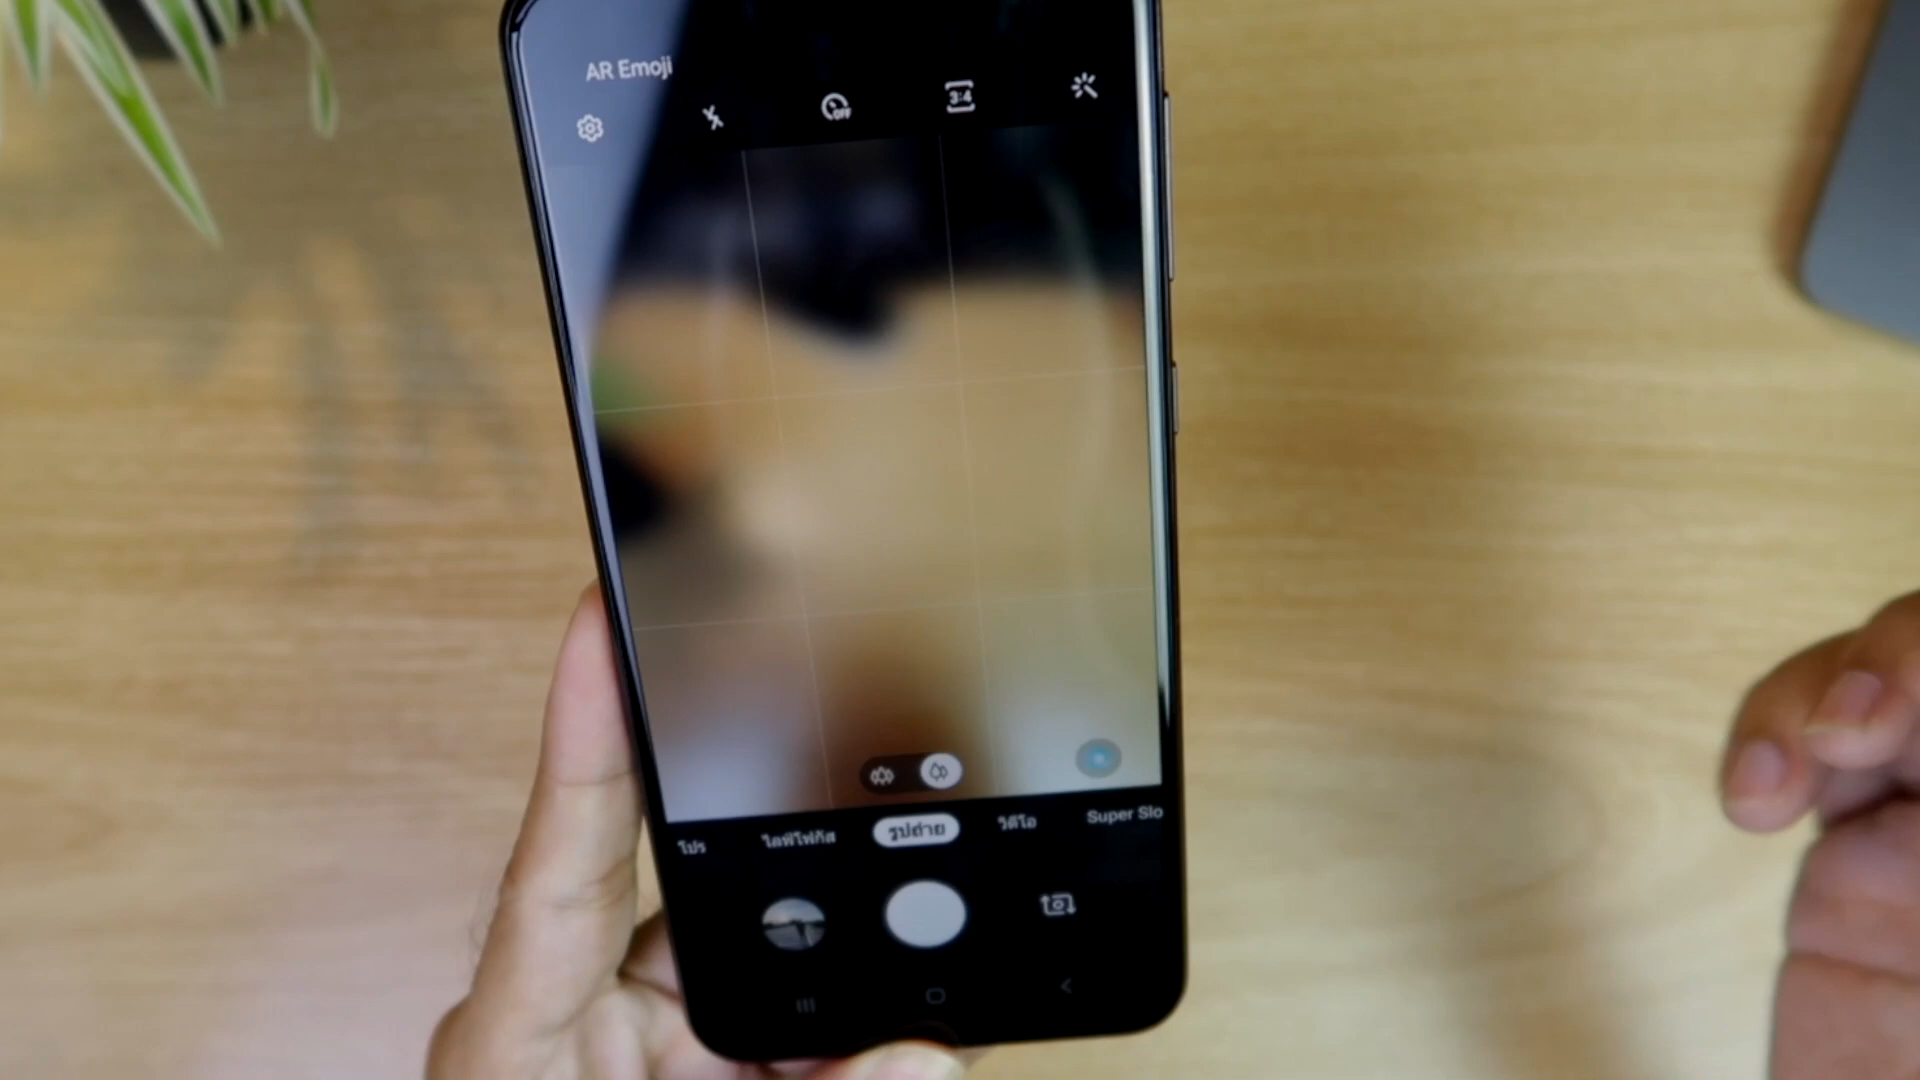 AR Emoji
OFF
3:4
โปร
ไลฟ์โฟกัส
รูปถ่าย
วิดีโอ
Super Slo